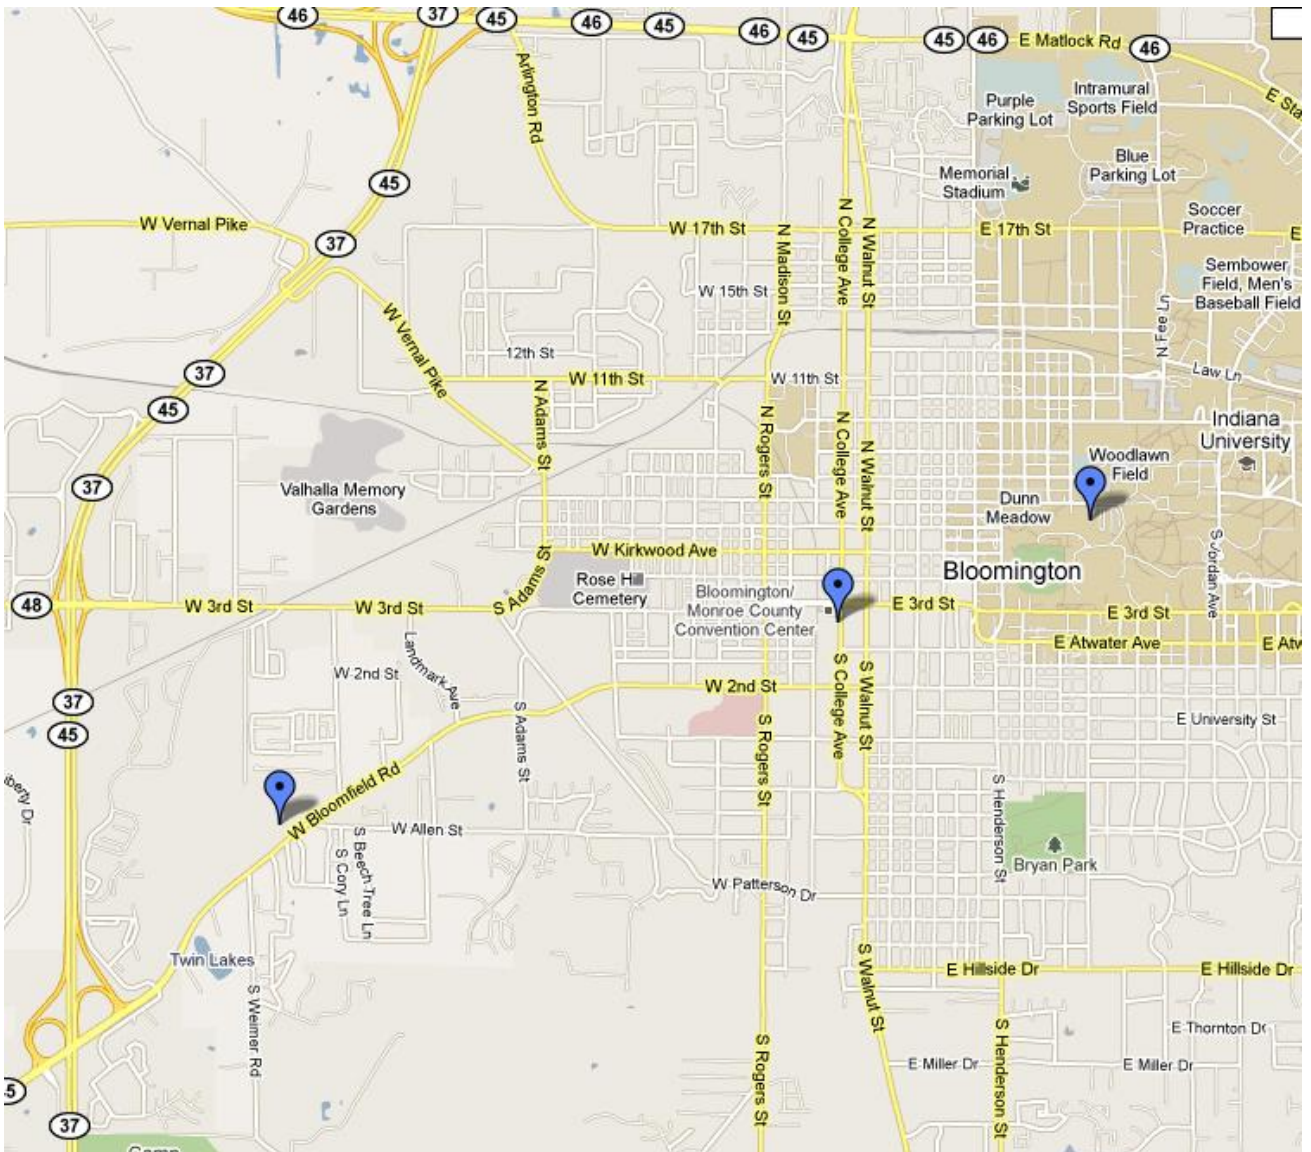 46
37
45
46
45
46
45
45
46
E Matlock Rd
46
E Sta
Arlington Rd
Purple
Parking Lot
Intramural
Sports Field
Blue
Parking Lot
Memorial
Stadium
45
W Vernal Pike
37
W 17th St
N Madison St
N College Ave
N Walnut St
E 17th St
E
Soccer
Practice
Sembower
Field, Men's
Baseball Field
W 15th St
N Fee Ln
W Vernal Pike
12th St
37
45
W 11th St
W 11th St
Law Ln
N Adams St
N Rogers St
N College Ave
N Walnut St
Indiana
University
Woodlawn
Field
37
Valhalla Memory
Gardens
Dunn
Meadow
S Jordan Ave
W Kirkwood Ave
S Adams St
Rose Hill
Cemetery
Bloomington
Bloomington/
Monroe County
Convention Center
48
W 3rd St
W 3rd St
E 3rd St
E 3rd St
E Atwater Ave
E Atw
Landmark Ave
W 2nd St
W 2nd St
37
45
S Adams St
S Rogers St
S College Ave
S Walnut St
E University St
iberty Dr
W Bloomfield Rd
W Allen St
S Beech-Tree Ln
S Cory Ln
S Henderson St
Bryan Park
W Patterson Dr
Twin Lakes
S Weimer Rd
S Walnut St
E Hillside Dr
E Hillside Dr
S Rogers St
S Henderson St
E Thornton Dr
E Miller Dr
E Miller Dr
5
37